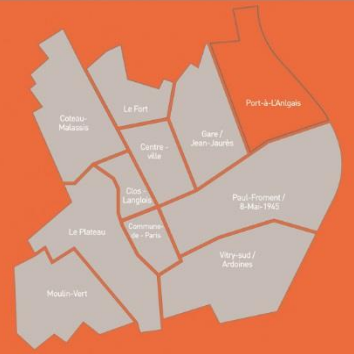 Port-à-L'Anglais
Le Fort
Coteau-
Malassis
Gare /
Jean-Jaurès
Centre -
ville
Clos -
Langlois
Paul-Froment /
8-Mai-1945
Commune-
de - Paris
Le Plateau
Vitry-sud /
Ardoines
Moulin-Vert